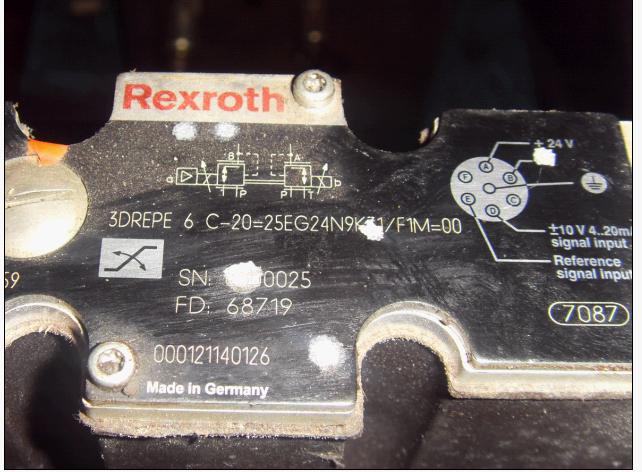 Rexroth
B A
a b
T P P T
3DREPE 6 C-20=25EG24N9K31/F1M=00
SN: 0025
FD: 68719
59
000121140126
Made in Germany
+ 24 V
A
F B
E C
D
±10 V 4..20m
signal input
Reference
signal input
7087